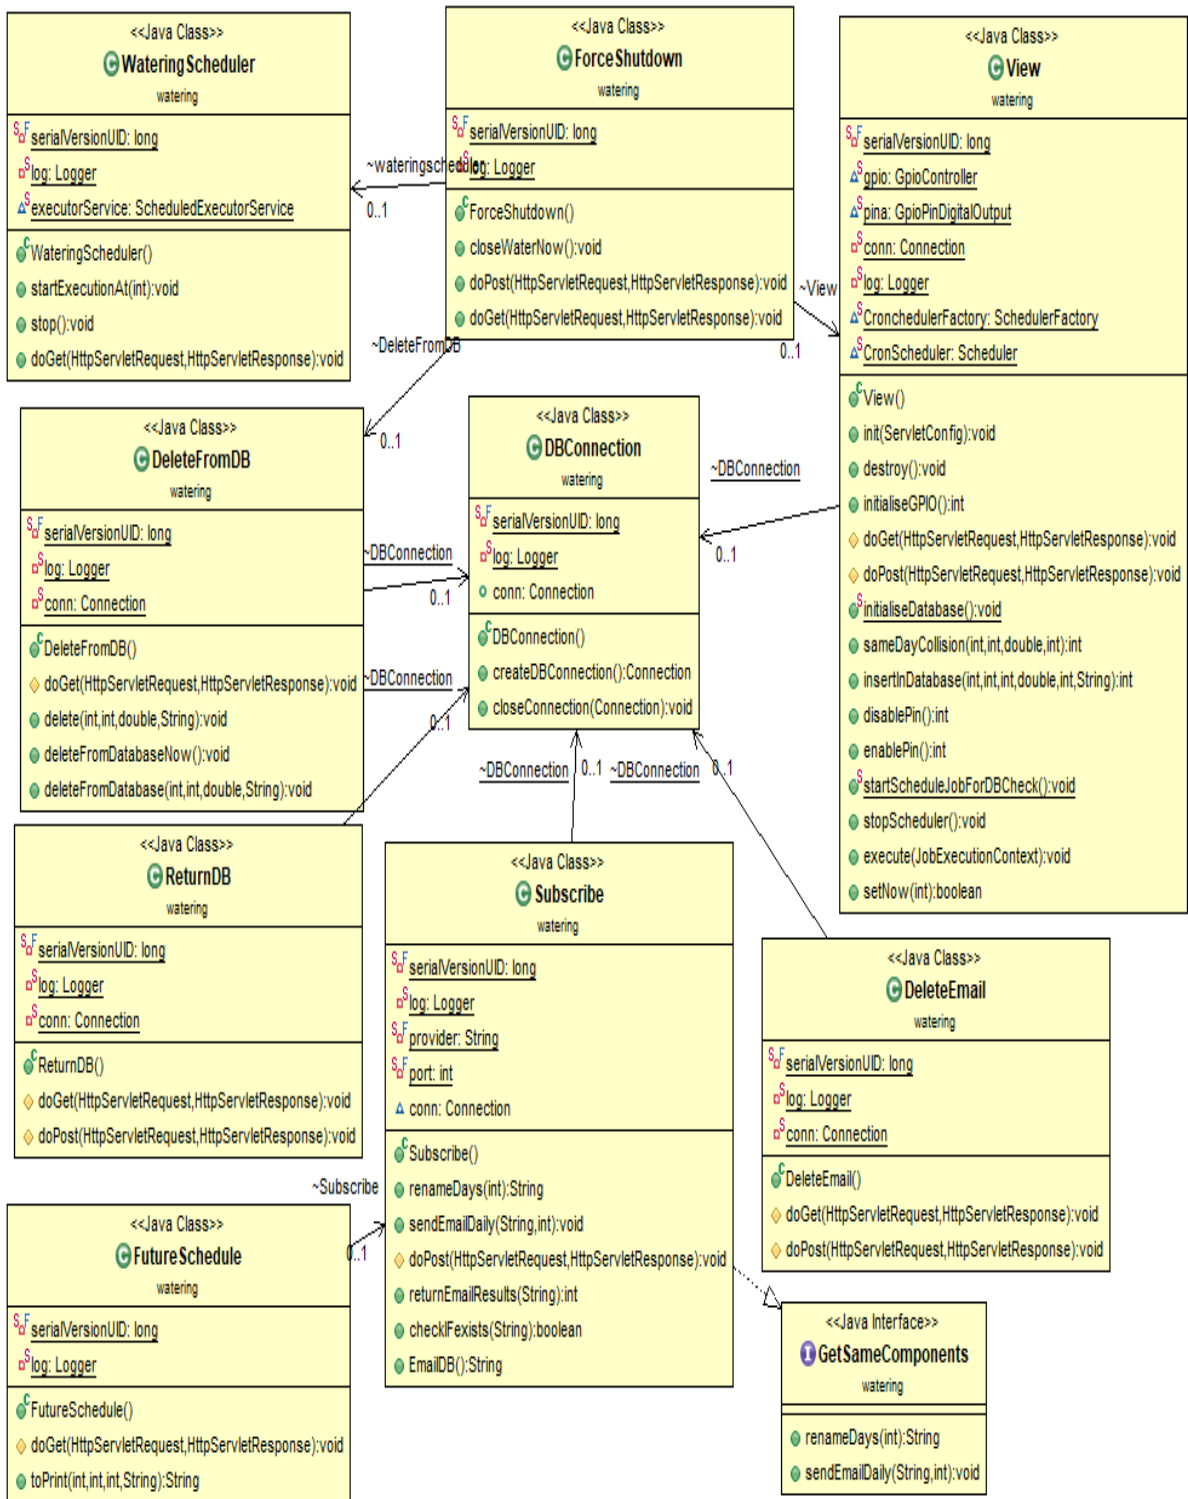 <<Java Class>>
WateringScheduler
watering
serialVersionUID: long
log: Logger
executorService: ScheduledExecutorService
WateringScheduler()
startExecutionAt(int):void
stop():void
doGet(HttpServletRequest,HttpServletResponse):void
<<Java Class>>
ForceShutdown
watering
serialVersionUID: long
log: Logger
ForceShutdown()
closeWaterNow():void
doPost(HttpServletRequest,HttpServletResponse):void
doGet(HttpServletRequest,HttpServletResponse):void
~wateringscheduler
0..1
~View
0..1
~DeleteFromDB
0..1
<<Java Class>>
View
watering
serialVersionUID: long
gpio: GpioController
pina: GpioPinDigitalOutput
conn: Connection
log: Logger
CronchedulerFactory: SchedulerFactory
CronScheduler: Scheduler
View()
init(ServletConfig):void
destroy():void
initialiseGPIO():int
doGet(HttpServletRequest,HttpServletResponse):void
doPost(HttpServletRequest,HttpServletResponse):void
initialiseDatabase():void
sameDayCollision(int,int,double,int):int
insertInDatabase(int,int,int,double,int,String):int
disablePin():int
enablePin():int
startScheduleJobForDBCheck():void
stopScheduler():void
execute(JobExecutionContext):void
setNow(int):boolean
<<Java Class>>
DeleteFromDB
watering
serialVersionUID: long
log: Logger
conn: Connection
DeleteFromDB()
doGet(HttpServletRequest,HttpServletResponse):void
delete(int,int,double,String):void
deleteFromDatabaseNow():void
deleteFromDatabase(int,int,double,String):void
~DBConnection
0..1
~DBConnection
0..1
<<Java Class>>
DBConnection
watering
serialVersionUID: long
log: Logger
conn: Connection
DBConnection()
createDBConnection():Connection
closeConnection(Connection):void
~DBConnection
0..1
~DBConnection
0..1
~DBConnection
0..1
<<Java Class>>
ReturnDB
watering
serialVersionUID: long
log: Logger
conn: Connection
ReturnDB()
doGet(HttpServletRequest,HttpServletResponse):void
doPost(HttpServletRequest,HttpServletResponse):void
<<Java Class>>
Subscribe
watering
serialVersionUID: long
log: Logger
provider: String
port: int
conn: Connection
Subscribe()
renameDays(int):String
sendEmailDaily(String,int):void
doPost(HttpServletRequest,HttpServletResponse):void
returnEmailResults(String):int
checkIFexists(String):boolean
EmailDB():String
<<Java Class>>
DeleteEmail
watering
serialVersionUID: long
log: Logger
conn: Connection
DeleteEmail()
doGet(HttpServletRequest,HttpServletResponse):void
doPost(HttpServletRequest,HttpServletResponse):void
~Subscribe
0..1
<<Java Class>>
FutureSchedule
watering
serialVersionUID: long
log: Logger
FutureSchedule()
doGet(HttpServletRequest,HttpServletResponse):void
toPrint(int,int,int,String):String
<<Java Interface>>
GetSameComponents
watering
renameDays(int):String
sendEmailDaily(String,int):void